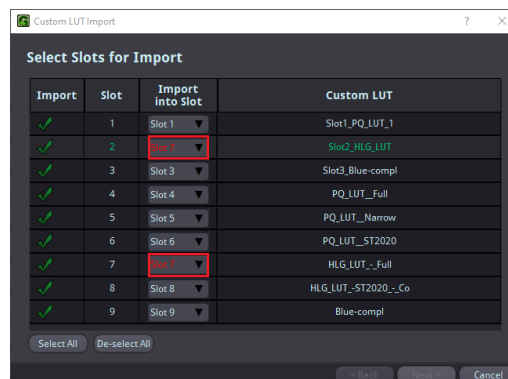 Custom LUT Import ? ×
Select Slots for Import
Import Slot Import into Slot Custom LUT
1 Slot 1 Slot1_PQ_LUT_1
2 Slot 7 Slot2_HLG_LUT
3 Slot 3 Slot3_Blue-compl
4 Slot 4 PQ_LUT__Full
5 Slot 5 PQ_LUT__Narrow
6 Slot 6 PQ_LUT__ST2020
7 Slot 7 HLG_LUT_-_Full
8 Slot 8 HLG_LUT_-ST2020_-_Co
9 Slot 9 Blue-compl
Select All De-select All
< Back Next > Cancel